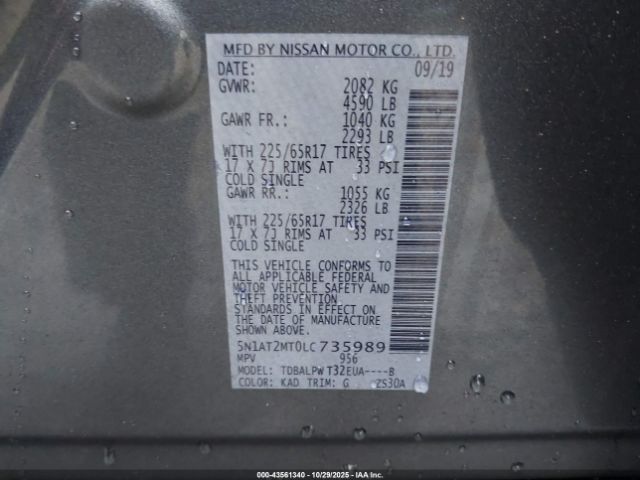 MFD BY NISSAN MOTOR CO., LTD.
DATE: 09/19
GVWR: 2082 KG
4590 LB
GAWR FR.: 1040 KG
2293 LB
WITH 225/65R17 TIRES
17 X 7J RIMS AT 33 PSI
COLD SINGLE
GAWR RR.: 1055 KG
2326 LB
WITH 225/65R17 TIRES
17 X 7J RIMS AT 33 PSI
COLD SINGLE
THIS VEHICLE CONFORMS TO
ALL APPLICABLE FEDERAL
MOTOR VEHICLE SAFETY AND
THEFT PREVENTION
STANDARDS IN EFFECT ON
THE DATE OF MANUFACTURE
SHOWN ABOVE.
5N1AT2MT0LC735989
MPV 956
MODEL: TDBALPW T32EUA----B
COLOR: KAD TRIM: G ZS30A
000-43561340 - 10/29/2025 - IAA, Inc.